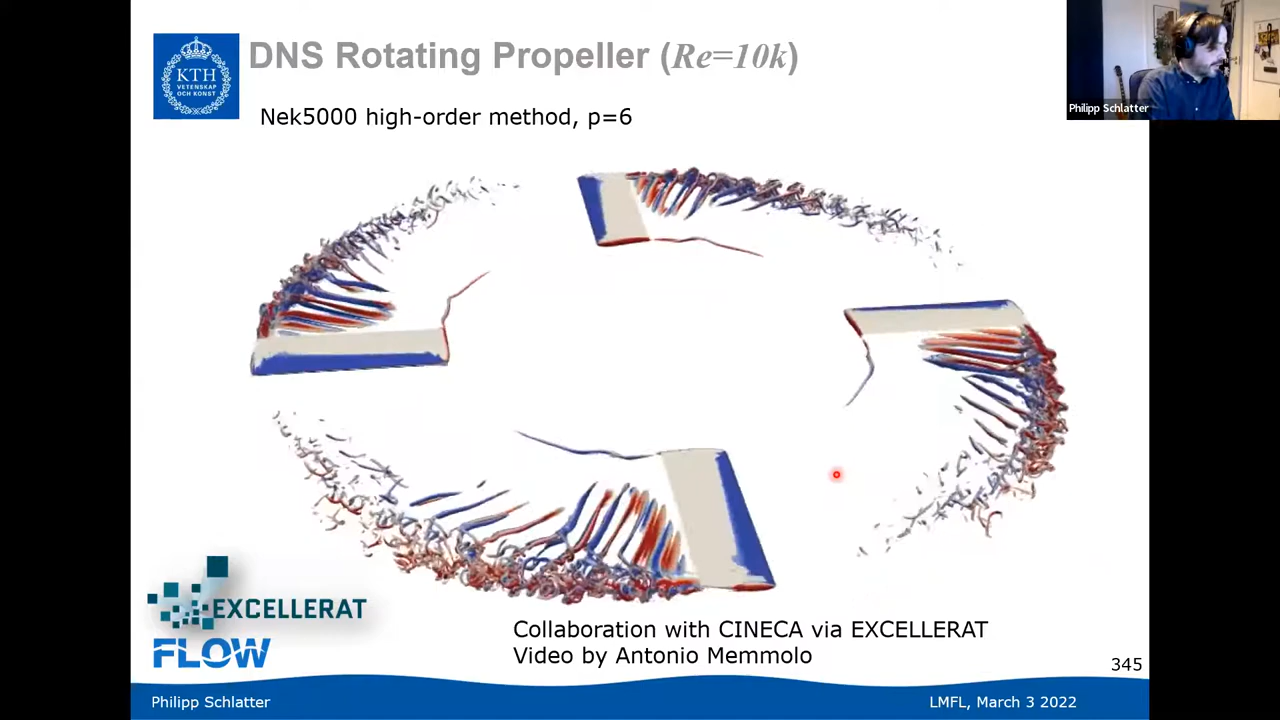 DNS Rotating Propeller (Re=10k)
KTH
VETENSKAP
OCH KONST
Nek5000 high-order method, p=6
Philipp Schlatter
EXCELLERAT
FLOW
Collaboration with CINECA via EXCELLERAT
Video by Antonio Memmolo
345
Philipp Schlatter
LMFL, March 3 2022